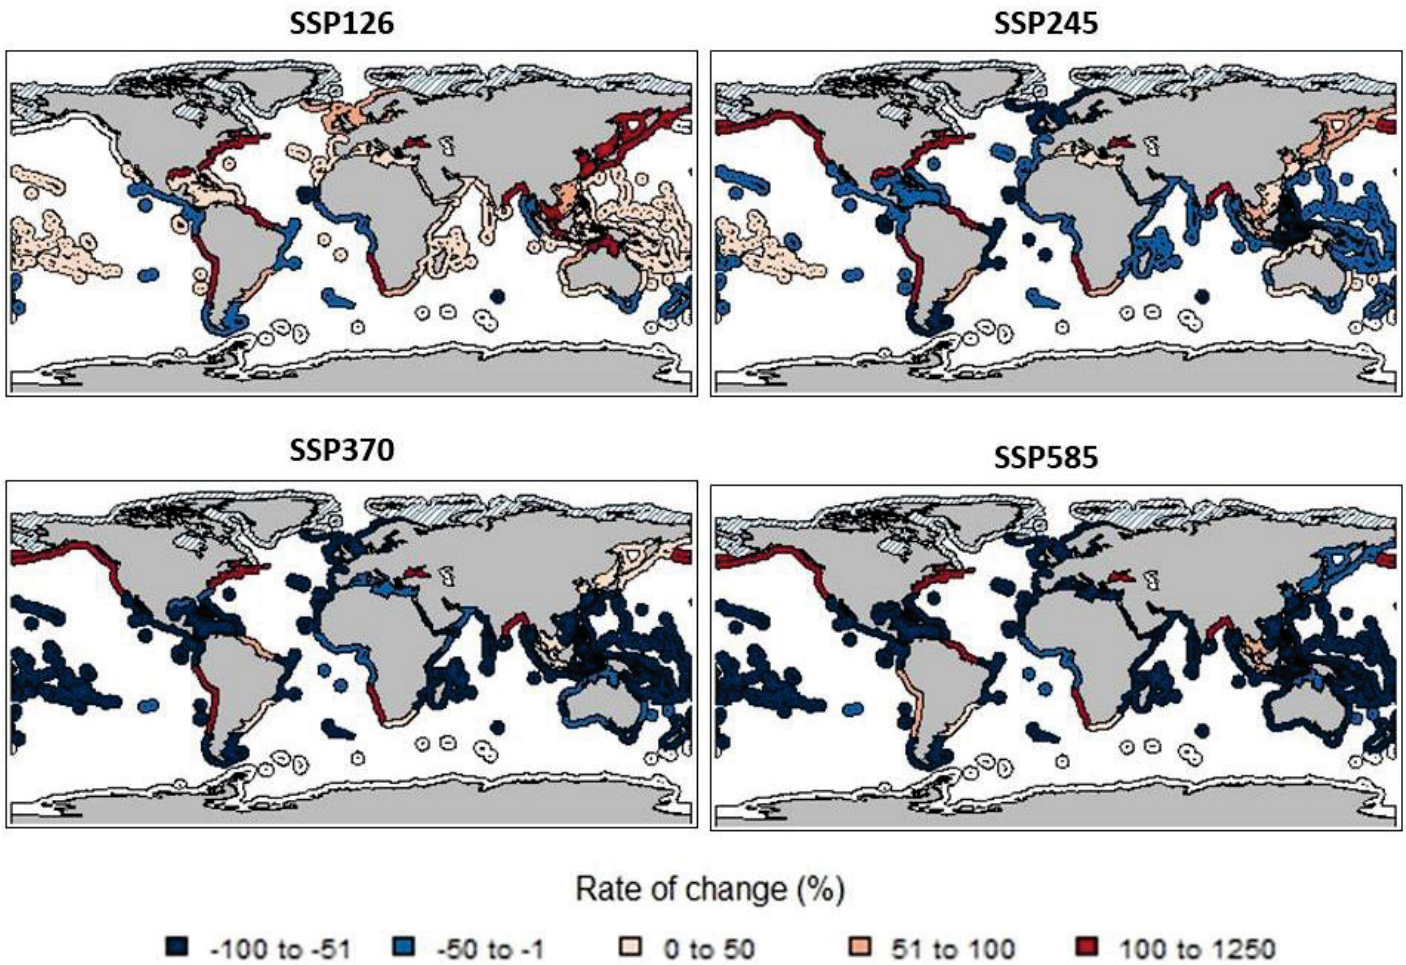 SSP126
SSP245
SSP370
SSP585
Rate of change (%)
-100 to -51
-50 to -1
0 to 50
51 to 100
100 to 1250